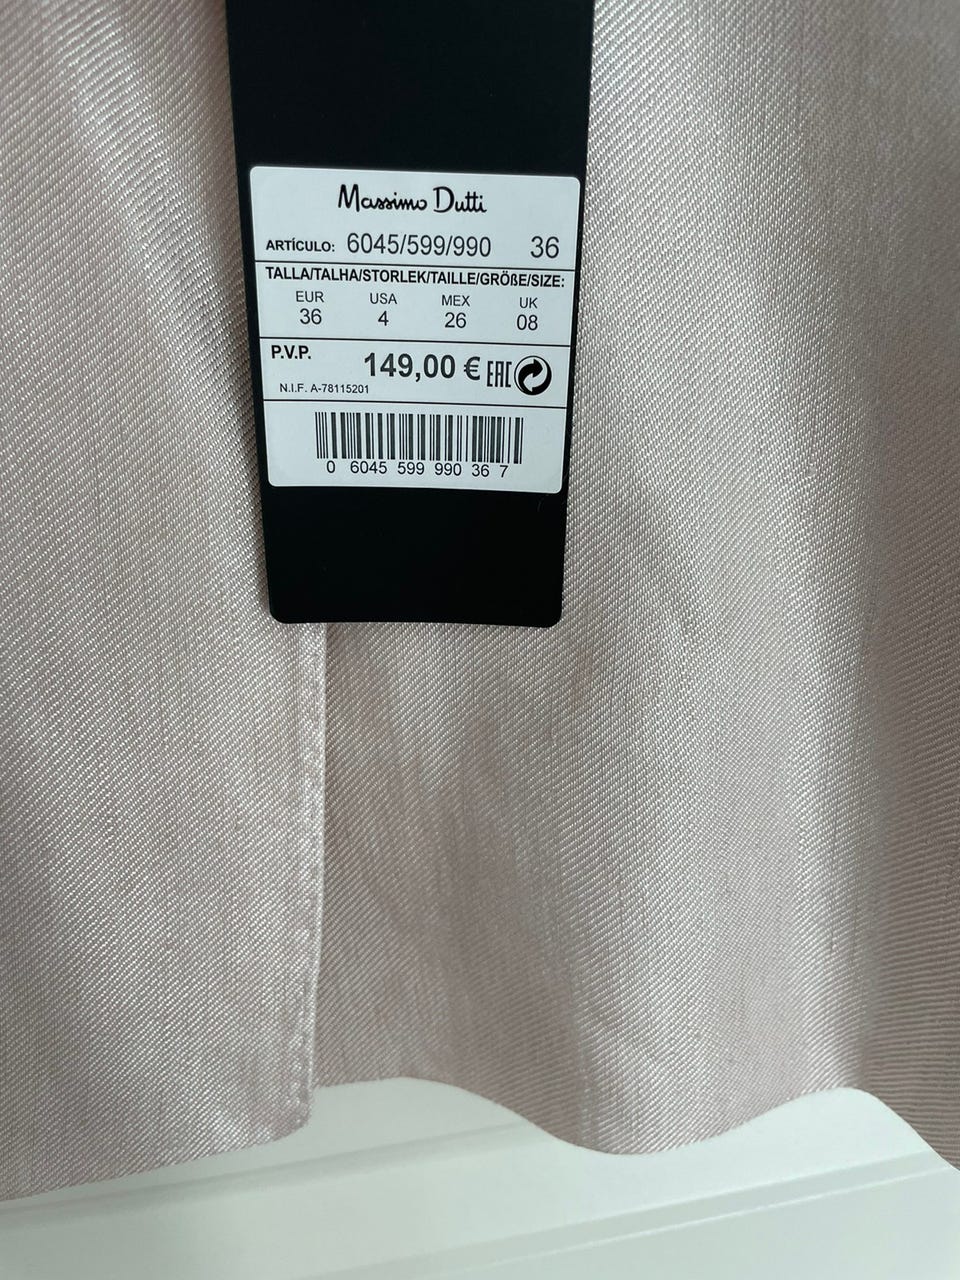 Massimo Dutti
ARTÍCULO: 6045/599/990 36
TALLA/TALHA/STORLEK/TAILLE/GRÖßE/SIZE:
EUR USA MEX UK
36 4 26 08
P.V.P. 149,00 € EAC
N.I.F. A-78115201
0 6045 599 990 36 7